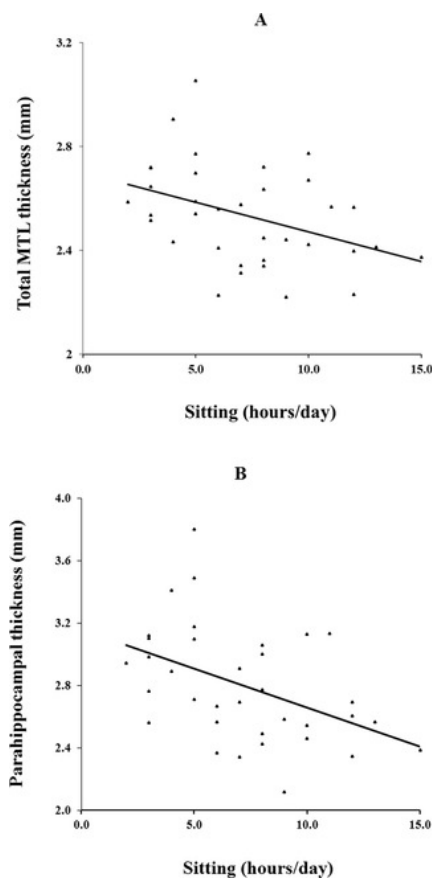 A
3.2
2.8
2.4
2
Total MTL thickness (mm)
0.0 5.0 10.0 15.0
Sitting (hours/day)
B
4.0
3.6
3.2
2.8
2.4
2.0
Parahippocampal thickness (mm)
0.0 5.0 10.0 15.0
Sitting (hours/day)